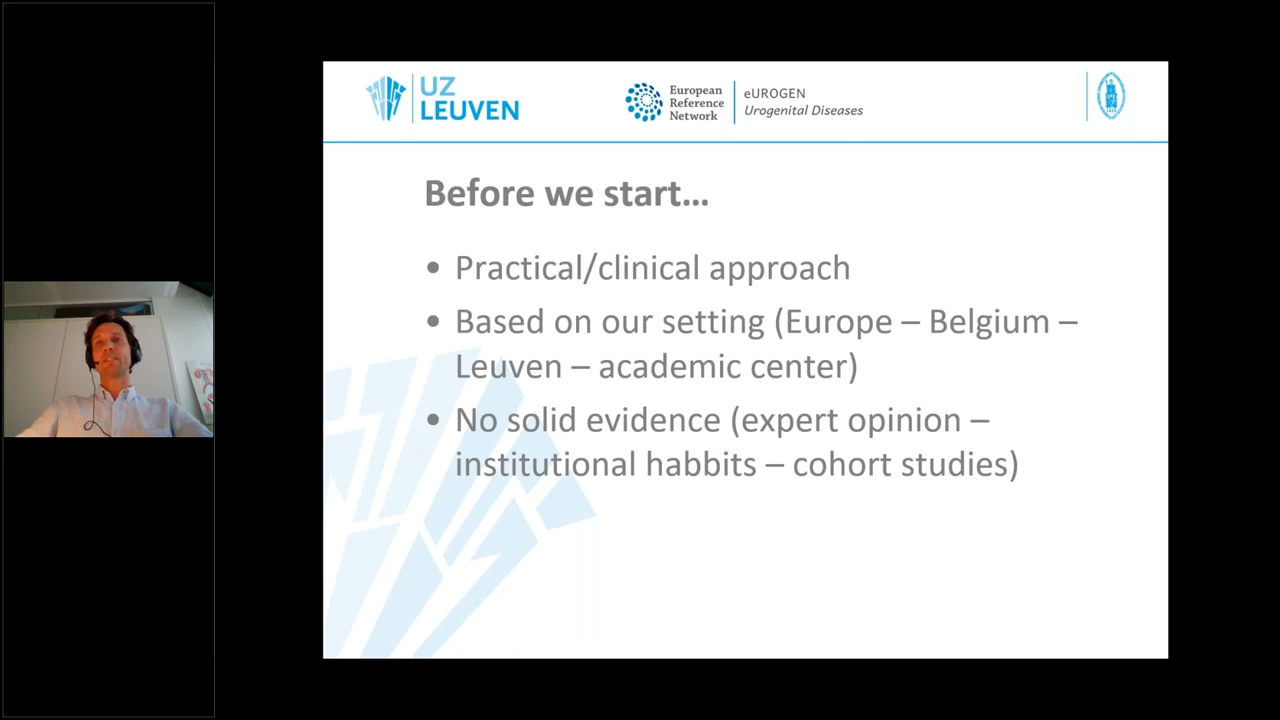 UZ
LEUVEN
European
Reference
Network
eUROGEN
Urogenital Diseases
Before we start...
• Practical/clinical approach
• Based on our setting (Europe – Belgium –
Leuven – academic center)
• No solid evidence (expert opinion –
institutional habbits – cohort studies)